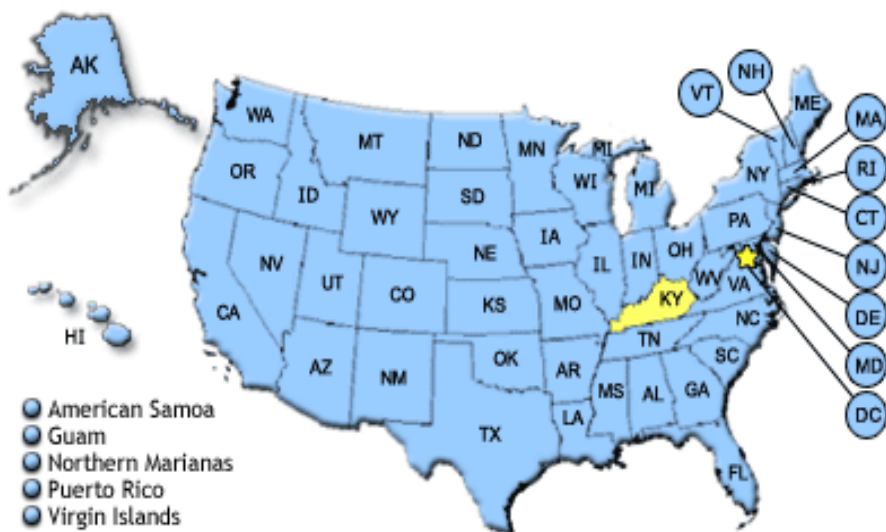 AK
WA
MT
ND
MN
MI
VT
NH
ME
MA
OR
ID
WY
SD
WI
MI
NY
RI
CT
NV
UT
CO
NE
IA
IL
IN
OH
PA
NJ
CA
KS
MO
KY
WV
VA
DE
HI
AZ
NM
OK
AR
TN
NC
MD
TX
LA
MS
AL
GA
SC
DC
FL
American Samoa
Guam
Northern Marianas
Puerto Rico
Virgin Islands